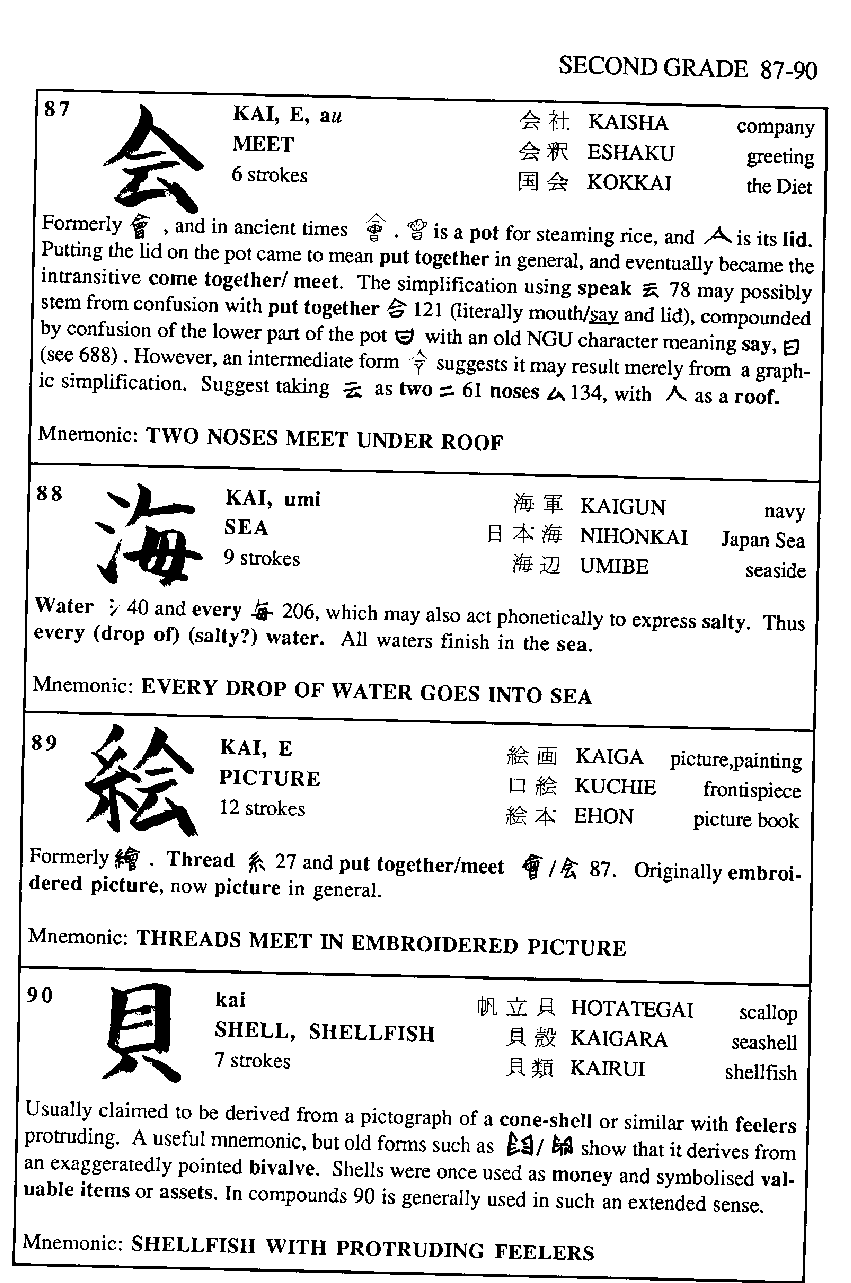 SECOND GRADE 87-90
87
会
KAI, E, au
MEET
6 strokes
会社 KAISHA company
会釈 ESHAKU greeting
国会 KOKKAI the Diet
Formerly 會 , and in ancient times . is a pot for steaming rice, and 亼 is its lid.
Putting the lid on the pot came to mean put together in general, and eventually became the
intransitive come together/ meet. The simplification using speak 云 78 may possibly
stem from confusion with put together 合 121 (literally mouth/say and lid), compounded
by confusion of the lower part of the pot with an old NGU character meaning say, 曰
(see 688) . However, an intermediate form suggests it may result merely from a graph-
ic simplification. Suggest taking 云 as two 二 61 noses ム 134, with 人 as a roof.
Mnemonic: TWO NOSES MEET UNDER ROOF
88
海
KAI, umi
SEA
9 strokes
海軍 KAIGUN navy
日本海 NIHONKAI Japan Sea
海辺 UMIBE seaside
Water 氵 40 and every 毎 206, which may also act phonetically to express salty. Thus
every (drop of) (salty?) water. All waters finish in the sea.
Mnemonic: EVERY DROP OF WATER GOES INTO SEA
89
絵
KAI, E
PICTURE
12 strokes
絵画 KAIGA picture,painting
口絵 KUCHIE frontispiece
絵本 EHON picture book
Formerly 繪 . Thread 糸 27 and put together/meet 會/会 87. Originally embroi-
dered picture, now picture in general.
Mnemonic: THREADS MEET IN EMBROIDERED PICTURE
90
貝
kai
SHELL, SHELLFISH
7 strokes
帆立貝 HOTATEGAI scallop
貝殻 KAIGARA seashell
貝類 KAIRUI shellfish
Usually claimed to be derived from a pictograph of a cone-shell or similar with feelers
protruding. A useful mnemonic, but old forms such as / show that it derives from
an exaggeratedly pointed bivalve. Shells were once used as money and symbolised val-
uable items or assets. In compounds 90 is generally used in such an extended sense.
Mnemonic: SHELLFISH WITH PROTRUDING FEELERS